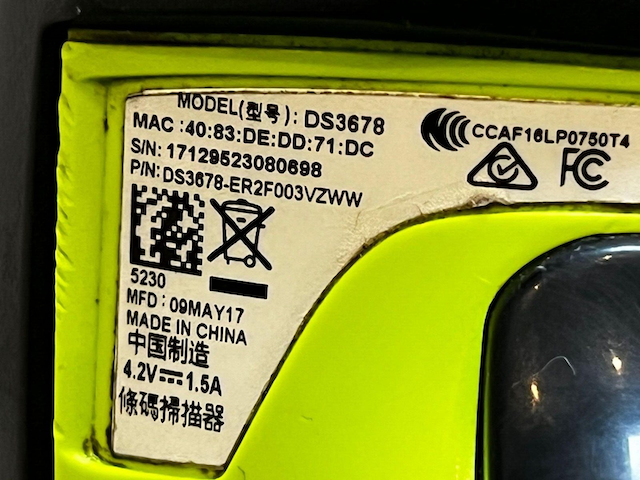 MODEL(型号): DS3678
MAC :40:83:DE:DD:71:DC
S/N: 17129523080698
P/N:DS3678-ER2F003VZWW
CCAF16LP0750T4
FC
5230
MFD : 09MAY17
MADE IN CHINA
中国制造
4.2V⎓1.5A
條碼掃描器